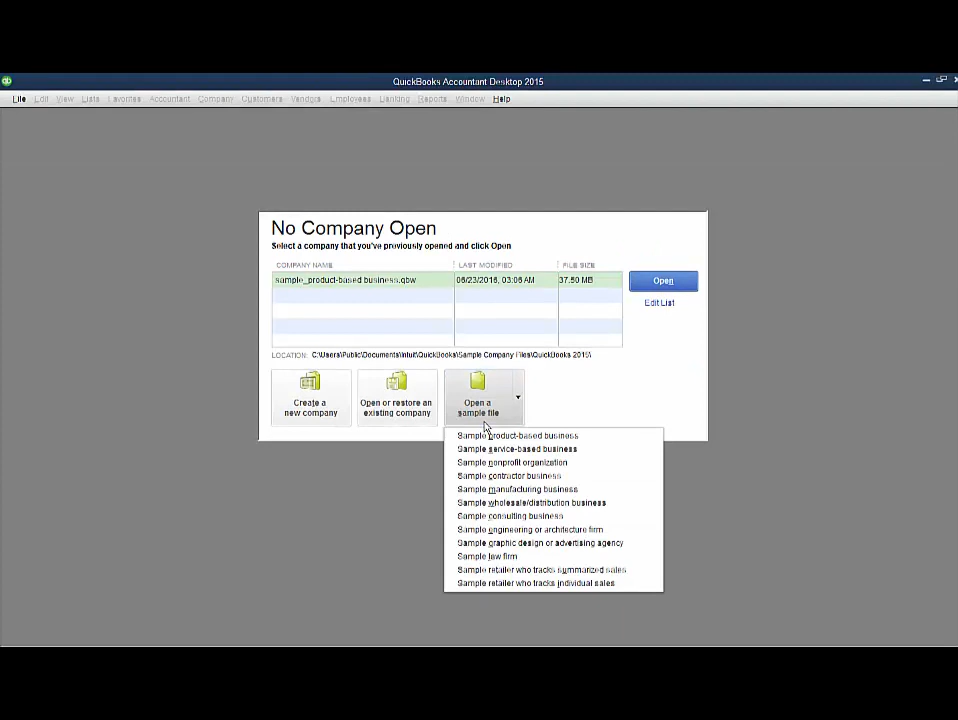 qb
QuickBooks Accountant Desktop 2015
File Edit View Lists Favorites Accountant Company Customers Vendors Employees Banking Reports Window Help
No Company Open
Select a company that you've previously opened and click Open
COMPANY NAME LAST MODIFIED FILE SIZE
sample_product-based business.qbw 06/23/2016, 03:06 AM 37.50 MB
Open
Edit List
LOCATION: C:\Users\Public\Documents\Intuit\QuickBooks\Sample Company Files\QuickBooks 2015\
Create a new company
Open or restore an existing company
Open a sample file
Sample product-based business
Sample service-based business
Sample nonprofit organization
Sample contractor business
Sample manufacturing business
Sample wholesale/distribution business
Sample consulting business
Sample engineering or architecture firm
Sample graphic design or advertising agency
Sample law firm
Sample retailer who tracks summarized sales
Sample retailer who tracks individual sales